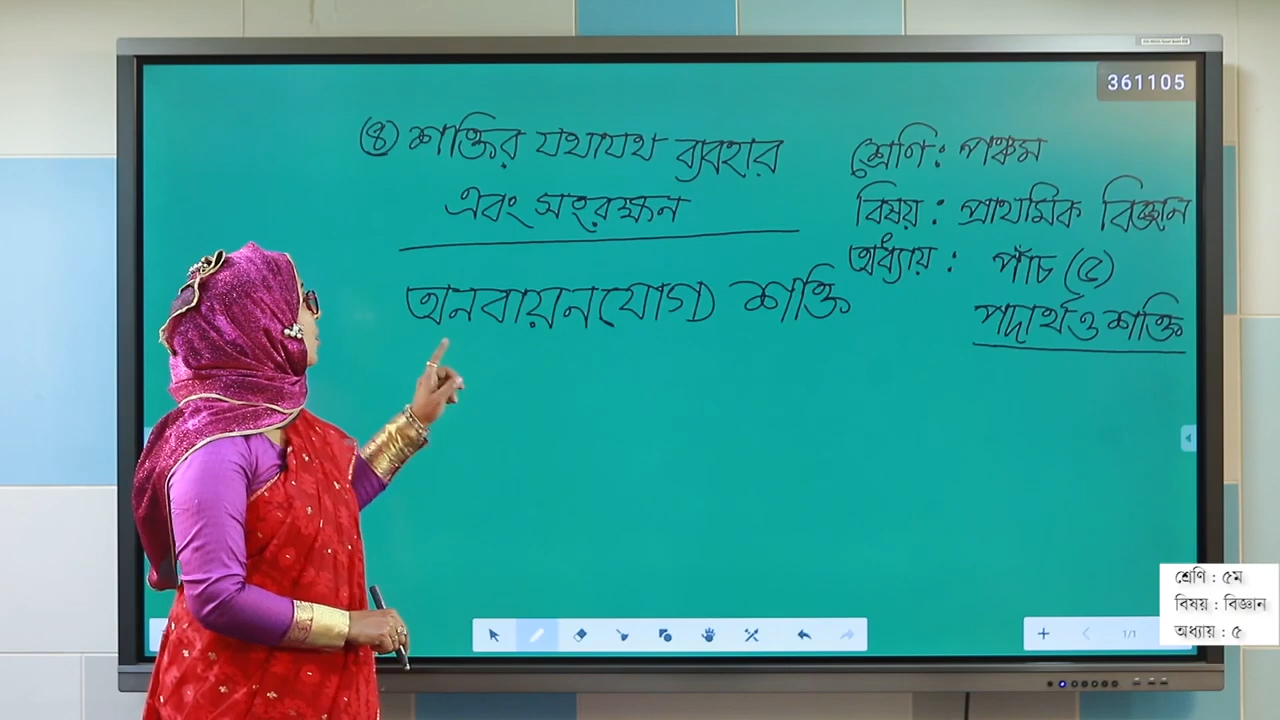 361105
(৪) শক্তির যথাযথ ব্যবহার
এবং সংরক্ষন
অনবায়নযোগ্য শক্তি
শ্রেণি : পঞ্চম
বিষয় : প্রাথমিক বিজ্ঞান
অধ্যায় : পাঁচ (৫)
পদার্থ ও শক্তি
1/1
শ্রেণি : ৫ম
বিষয় : বিজ্ঞান
অধ্যায় : ৫